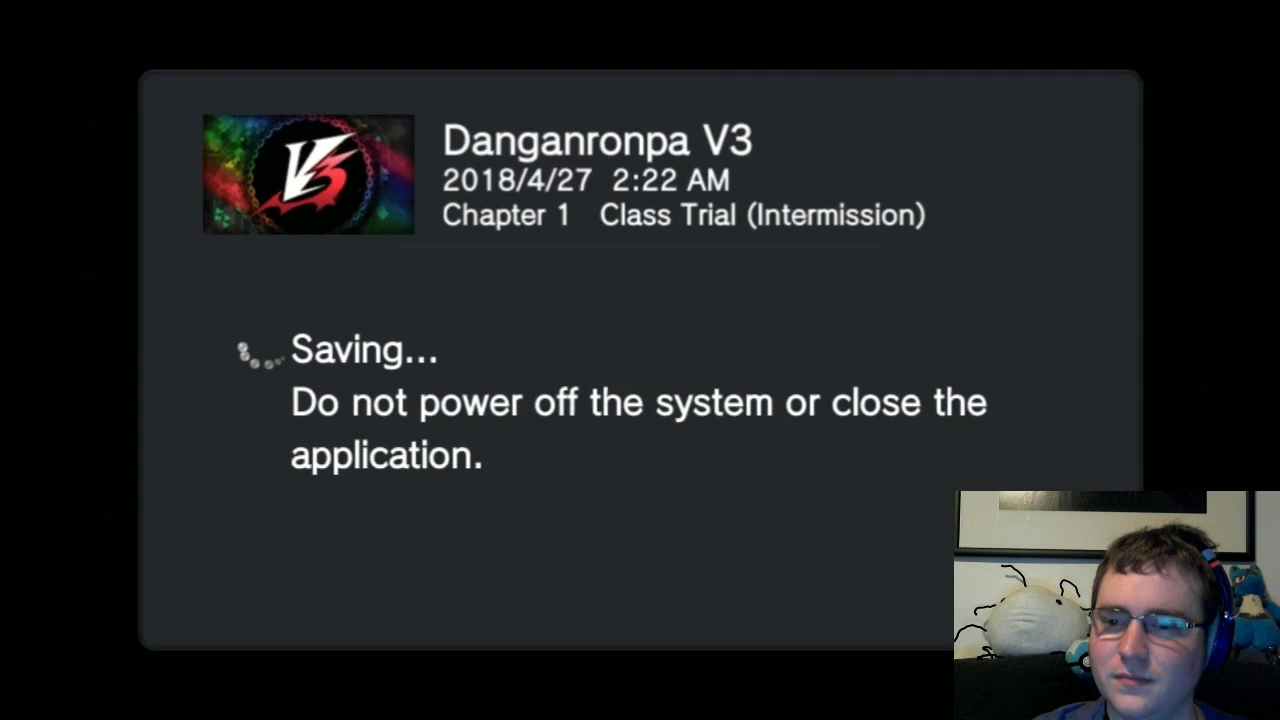 V3
Danganronpa V3
2018/4/27 2:22 AM
Chapter 1 Class Trial (Intermission)
Saving...
Do not power off the system or close the
application.